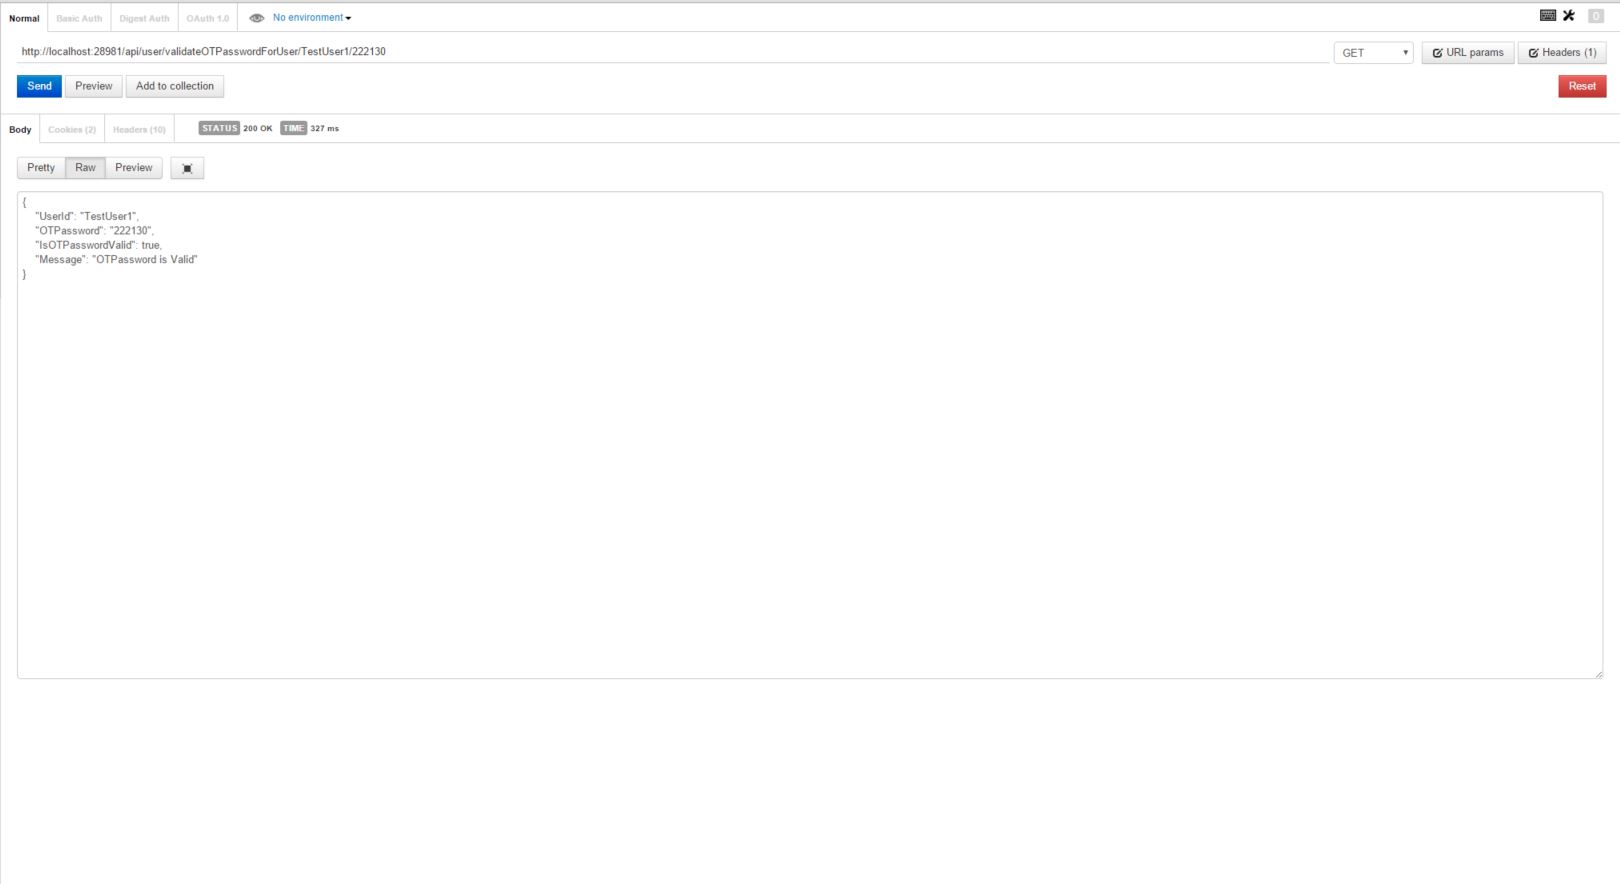 Normal Basic Auth Digest Auth OAuth 1.0 No environment 0
http://localhost:28981/api/user/validateOTPasswordForUser/TestUser1/222130 GET URL params Headers (1)
Send Preview Add to collection Reset
Body Cookies (2) Headers (10) STATUS 200 OK TIME 327 ms
Pretty Raw Preview
{
"UserId": "TestUser1",
"OTPassword": "222130",
"IsOTPasswordValid": true,
"Message": "OTPassword is Valid"
}